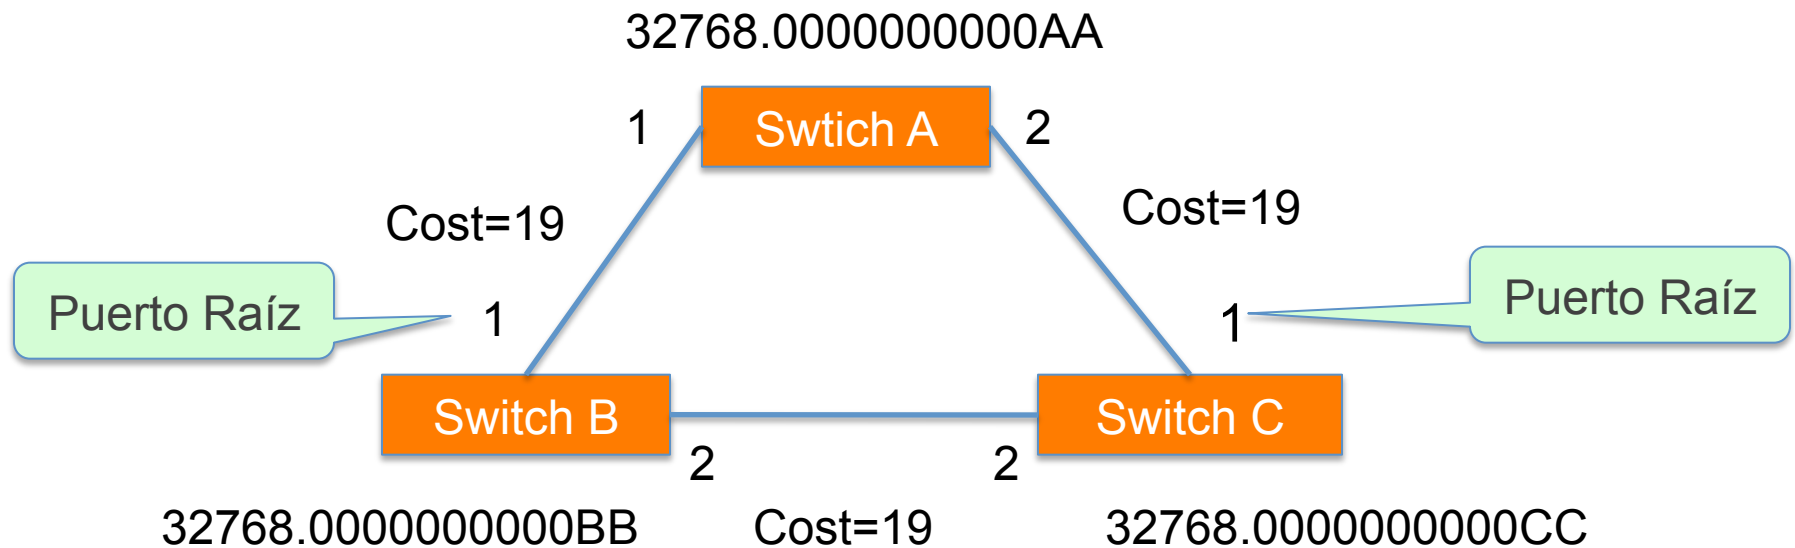 32768.0000000000AA
1
Swtich A
2
Cost=19
Cost=19
Puerto Raíz
1
1
Puerto Raíz
Switch B
Switch C
2
2
32768.0000000000BB
Cost=19
32768.0000000000CC